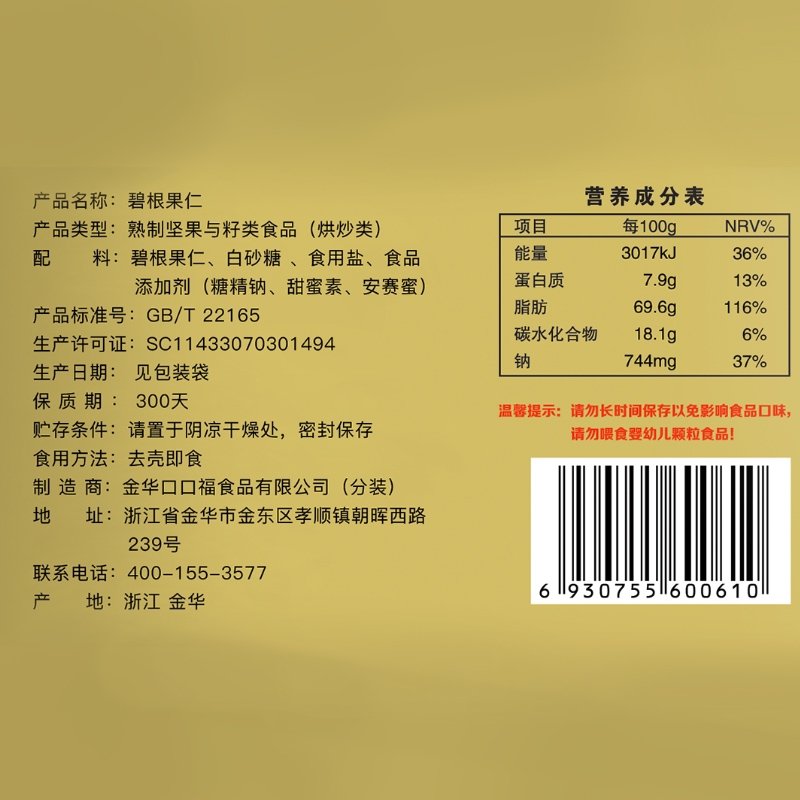 产品名称：碧根果仁
产品类型：熟制坚果与籽类食品（烘炒类）
配 料：碧根果仁、白砂糖 、食用盐、食品
添加剂（糖精钠、甜蜜素、安赛蜜）
产品标准号：GB/T 22165
生产许可证：SC11433070301494
生产日期： 见包装袋
保 质 期 ： 300天
贮存条件：请置于阴凉干燥处，密封保存
食用方法：去壳即食
制 造 商：金华口口福食品有限公司（分装）
地 址：浙江省金华市金东区孝顺镇朝晖西路
239号
联系电话：400-155-3577
产 地：浙江 金华
营养成分表
项目 每100g NRV%
能量 3017kJ 36%
蛋白质 7.9g 13%
脂肪 69.6g 116%
碳水化合物 18.1g 6%
钠 744mg 37%
温馨提示：请勿长时间保存以免影响食品口味，
请勿喂食婴幼儿颗粒食品！
6 930755 600610